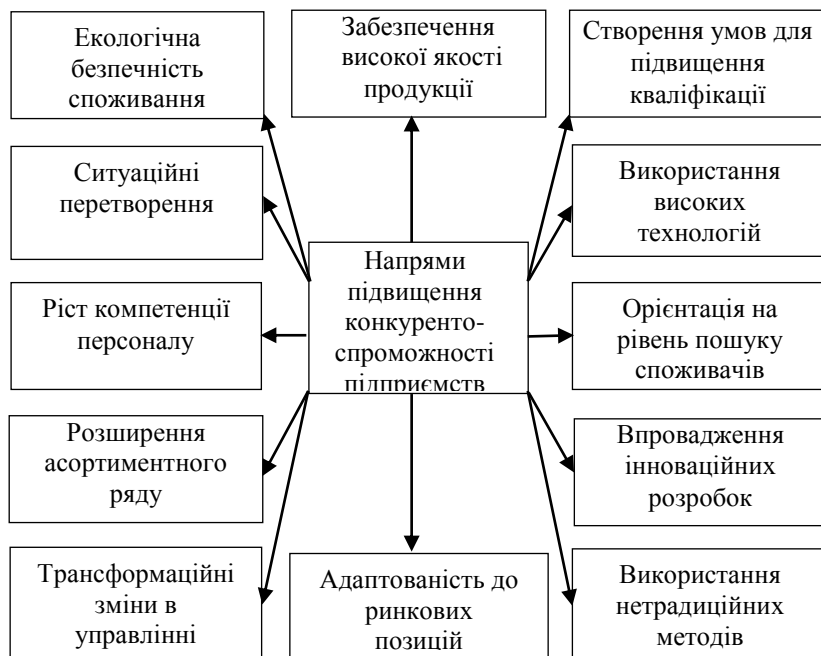 Екологічна
безпечність
споживання
Забезпечення
високої якості
продукції
Створення умов для
підвищення
кваліфікації
Ситуаційні
перетворення
Використання
високих
технологій
Напрями
підвищення
конкуренто-
спроможності
підприємств
Ріст компетенції
персоналу
Орієнтація на
рівень пошуку
споживачів
Розширення
асортиментного
ряду
Впровадження
інноваційних
розробок
Трансформаційні
зміни в
управлінні
Адаптованість до
ринкових
позицій
Використання
нетрадиційних
методів